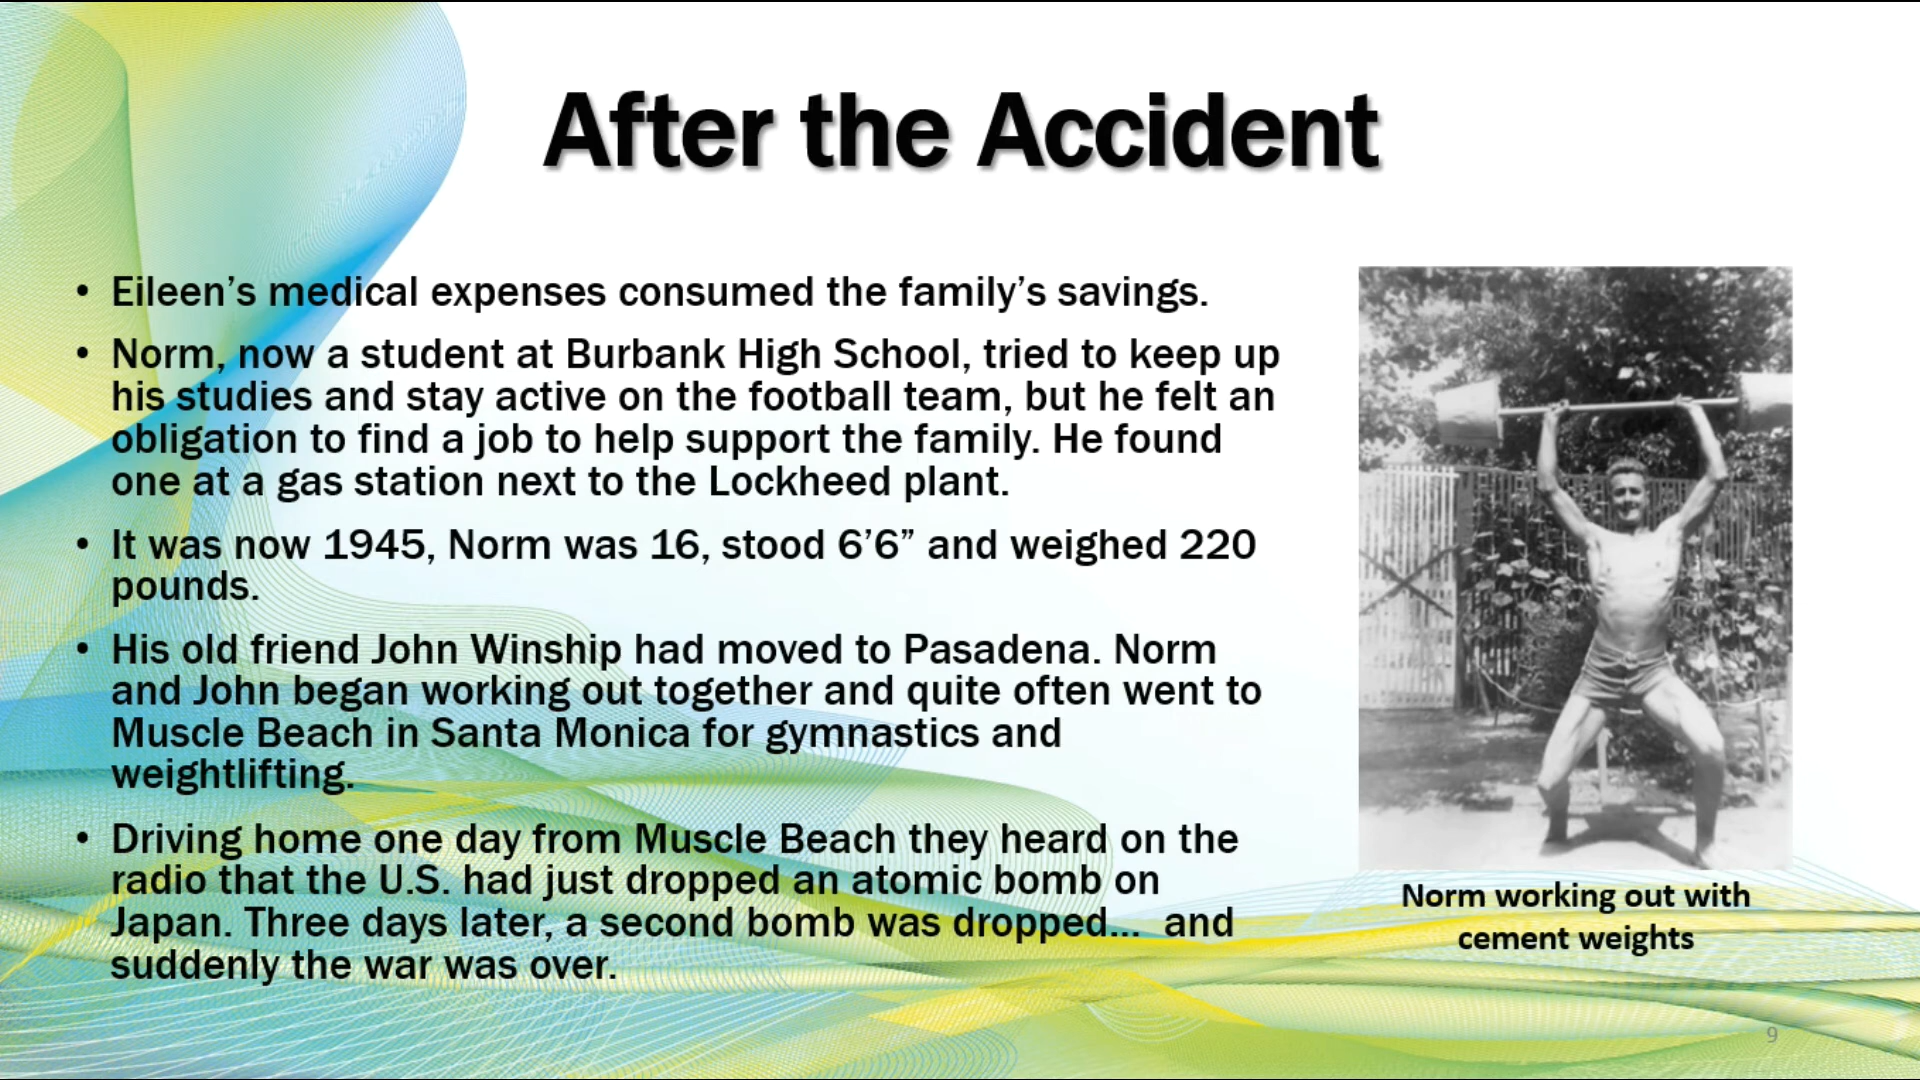 After the Accident
• Eileen’s medical expenses consumed the family’s savings.
• Norm, now a student at Burbank High School, tried to keep up
his studies and stay active on the football team, but he felt an
obligation to find a job to help support the family. He found
one at a gas station next to the Lockheed plant.
• It was now 1945, Norm was 16, stood 6’6” and weighed 220
pounds.
• His old friend John Winship had moved to Pasadena. Norm
and John began working out together and quite often went to
Muscle Beach in Santa Monica for gymnastics and
weightlifting.
• Driving home one day from Muscle Beach they heard on the
radio that the U.S. had just dropped an atomic bomb on
Japan. Three days later, a second bomb was dropped... and
suddenly the war was over.
Norm working out with
cement weights
9